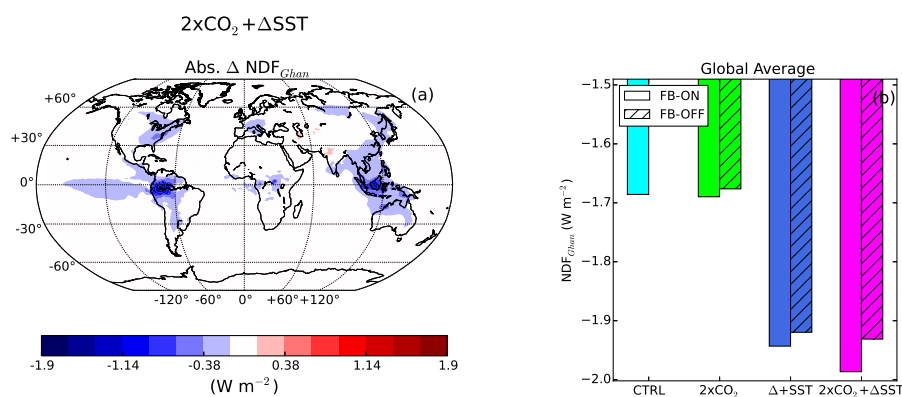 2xCO₂+ΔSST
Abs. Δ NDF_Ghan
(a)
+60°
+30°
0°
-30°
-60°
-120° -60° 0° +60° +120°
-1.9 -1.14 -0.38 0.38 1.14 1.9
(W m⁻²)
Global Average
(b)
FB-ON
FB-OFF
−1.5
−1.6
−1.7
−1.8
−1.9
−2.0
NDF_Ghan (W m⁻²)
CTRL 2xCO₂ Δ+SST 2xCO₂+ΔSST